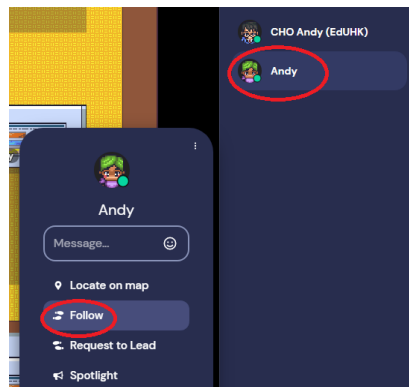 CHO Andy (EdUHK)
Andy
Andy
Message...
Locate on map
Follow
Request to Lead
Spotlight